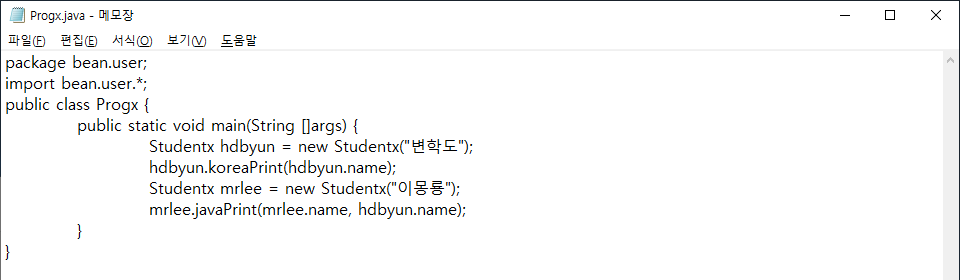 Progx.java - 메모장
파일(F) 편집(E) 서식(O) 보기(V) 도움말
package bean.user;
import bean.user.*;
public class Progx {
public static void main(String []args) {
Studentx hdbyun = new Studentx("변학도");
hdbyun.koreaPrint(hdbyun.name);
Studentx mrlee = new Studentx("이몽룡");
mrlee.javaPrint(mrlee.name, hdbyun.name);
}
}